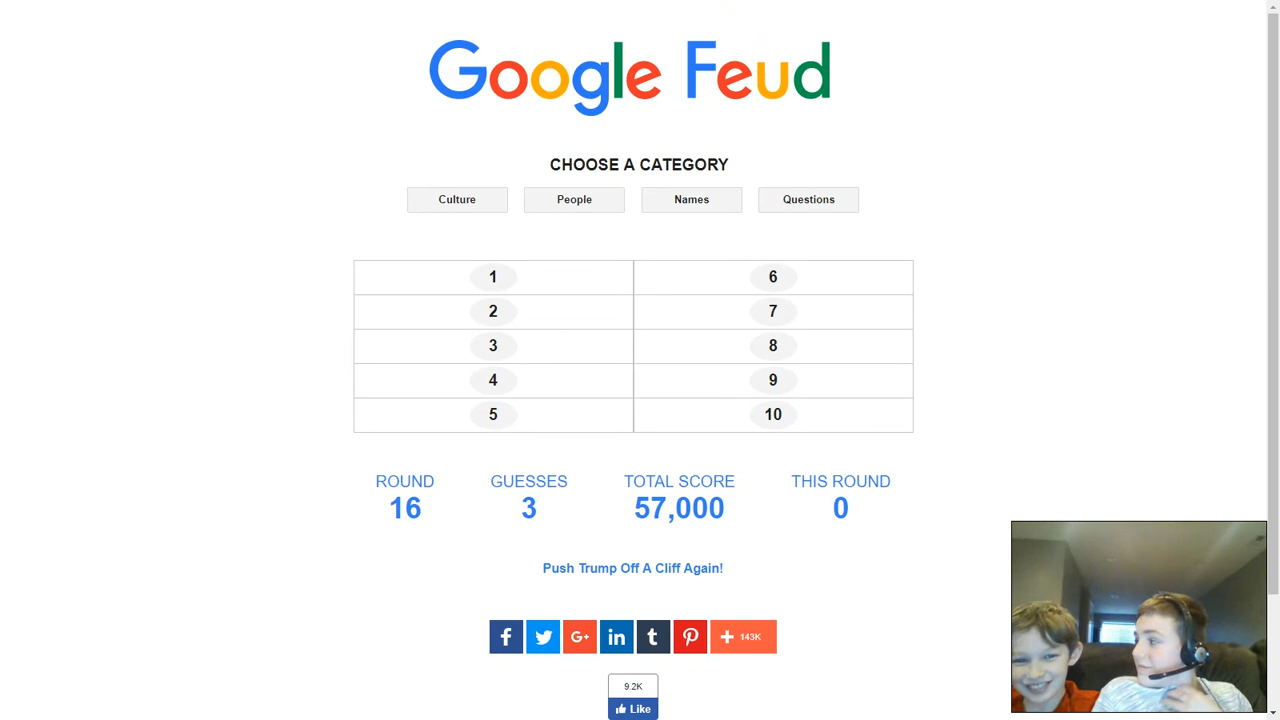 Google Feud
CHOOSE A CATEGORY
Culture People Names Questions
1 6
2 7
3 8
4 9
5 10
ROUND GUESSES TOTAL SCORE THIS ROUND
16 3 57,000 0
Push Trump Off A Cliff Again!
143K
9.2K
Like